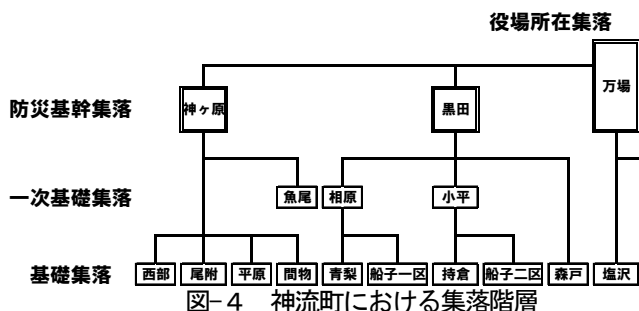 役場所在集落
万場
防災基幹集落
神ヶ原
黒田
一次基礎集落
魚尾
相原
小平
基礎集落
西部
尾附
平原
間物
青梨
船子一区
持倉
船子二区
森戸
塩沢
図-4 神流町における集落階層